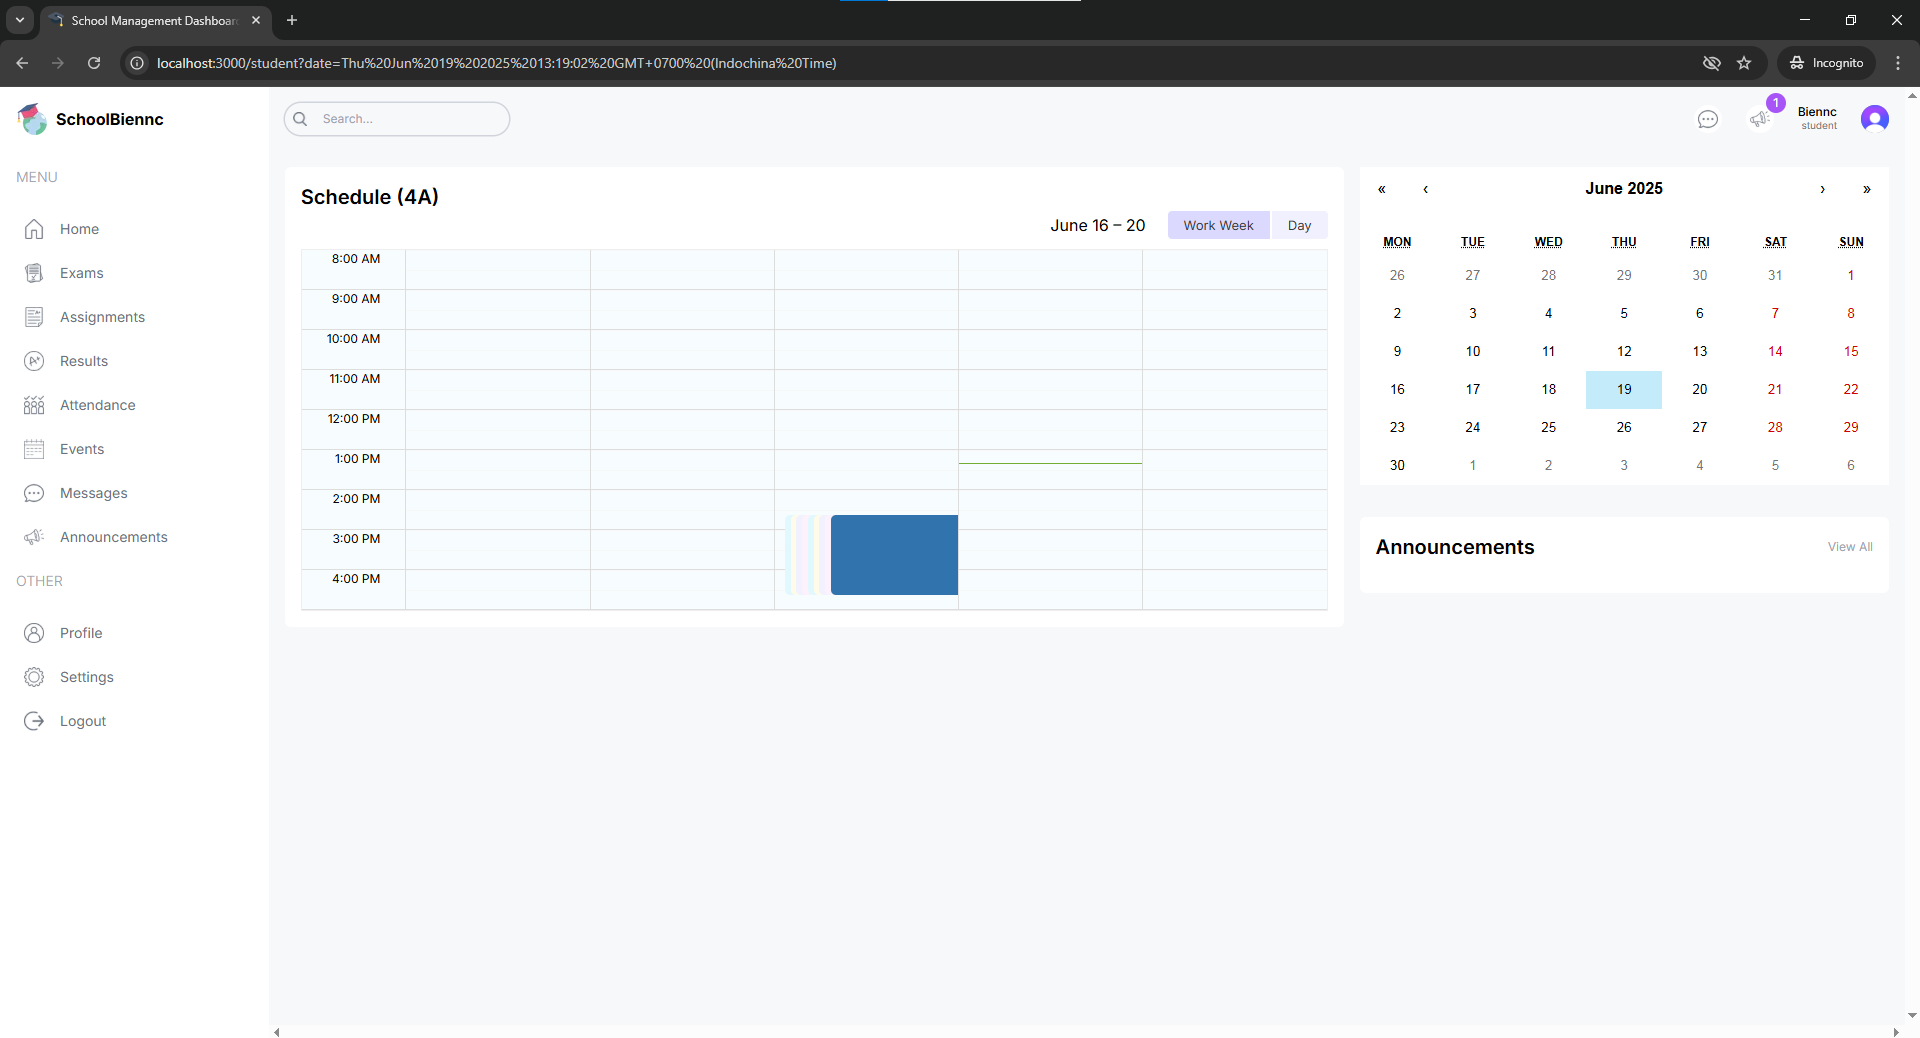 School Management Dashboar
localhost:3000/student?date=Thu%20Jun%2019%202025%2013:19:02%20GMT+0700%20(Indochina%20Time)
Incognito
SchoolBiennc
Search...
1
Biennc
student
MENU
Home
Exams
Assignments
Results
Attendance
Events
Messages
Announcements
OTHER
Profile
Settings
Logout
Schedule (4A)
June 16 – 20
Work Week
Day
8:00 AM
9:00 AM
10:00 AM
11:00 AM
12:00 PM
1:00 PM
2:00 PM
3:00 PM
4:00 PM
« ‹ June 2025 › »
MON TUE WED THU FRI SAT SUN
26 27 28 29 30 31 1
2 3 4 5 6 7 8
9 10 11 12 13 14 15
16 17 18 19 20 21 22
23 24 25 26 27 28 29
30 1 2 3 4 5 6
Announcements
View All